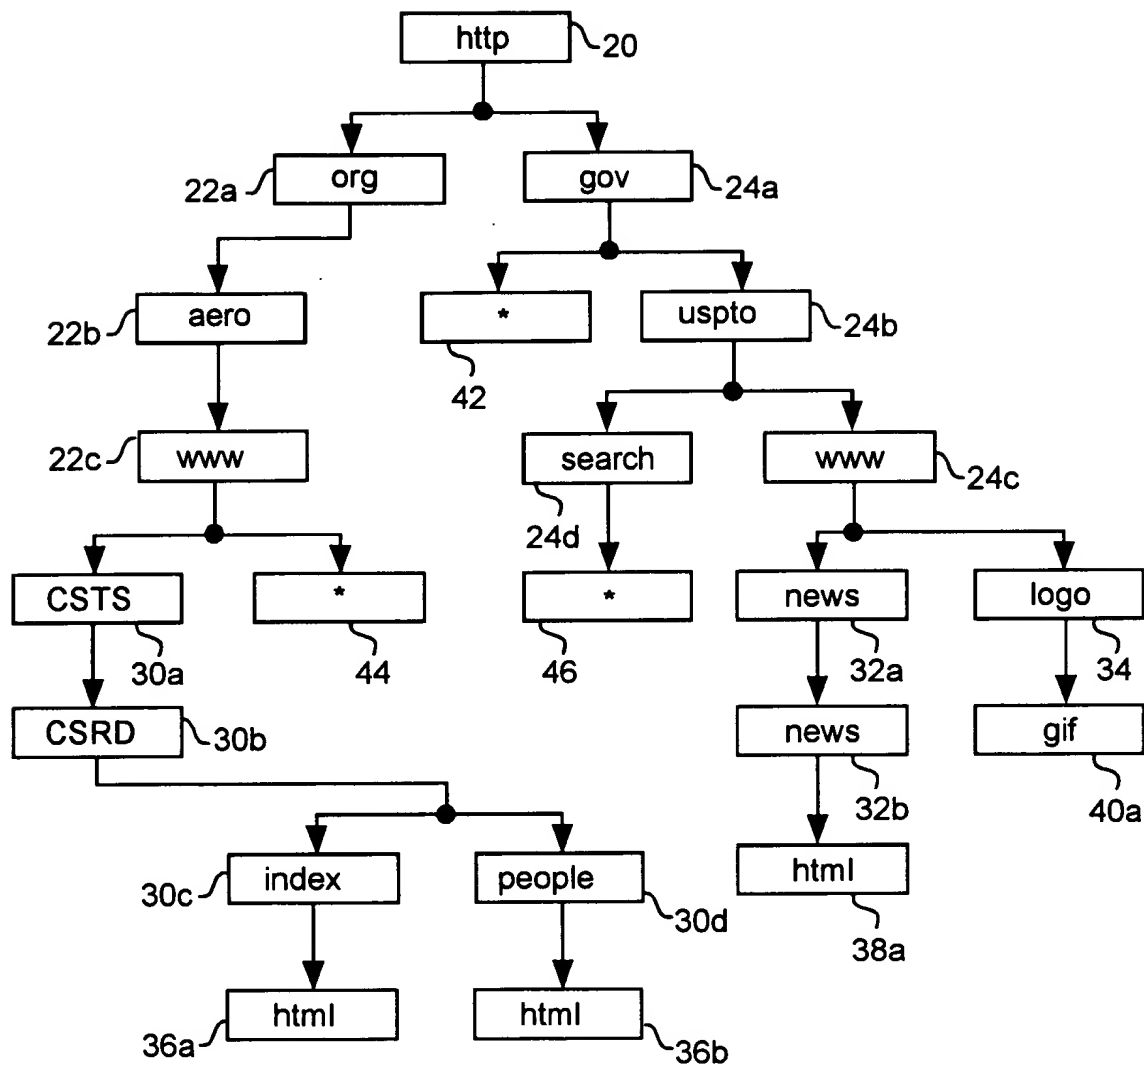 http
20
org
22a
gov
24a
aero
22b
*
42
uspto
24b
www
22c
search
24d
www
24c
CSTS
30a
*
44
*
46
news
32a
logo
34
CSRD
30b
news
32b
gif
40a
index
30c
people
30d
html
38a
html
36a
html
36b